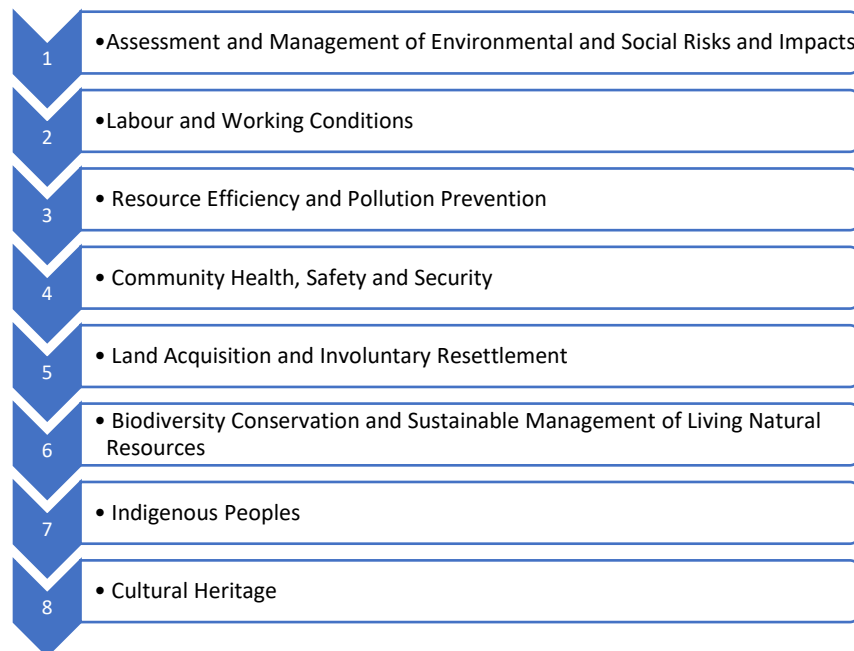 1
•Assessment and Management of Environmental and Social Risks and Impacts
2
•Labour and Working Conditions
3
• Resource Efficiency and Pollution Prevention
4
• Community Health, Safety and Security
5
• Land Acquisition and Involuntary Resettlement
6
• Biodiversity Conservation and Sustainable Management of Living Natural
Resources
7
• Indigenous Peoples
8
• Cultural Heritage